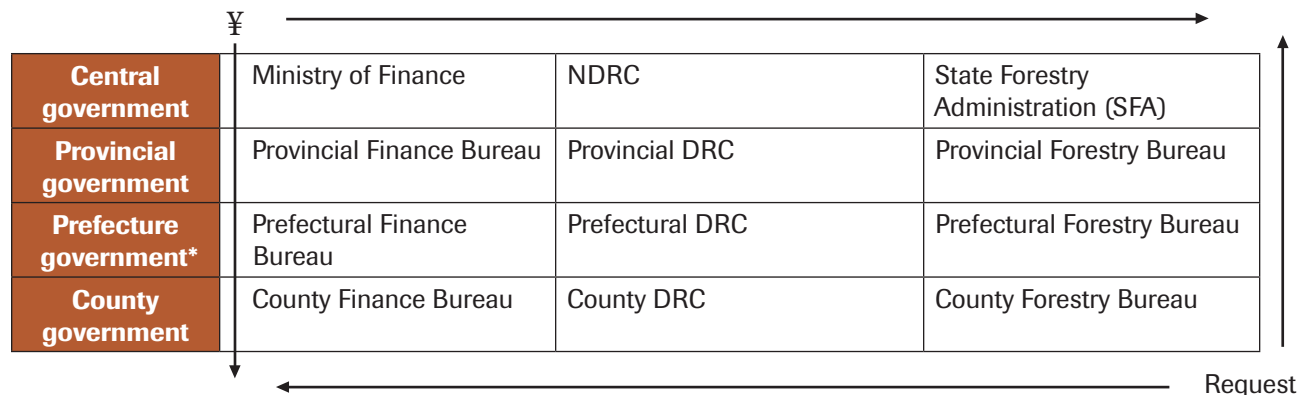 ¥
Central
government
Ministry of Finance
NDRC
State Forestry
Administration (SFA)
Provincial
government
Provincial Finance Bureau
Provincial DRC
Provincial Forestry Bureau
Prefecture
government*
Prefectural Finance
Bureau
Prefectural DRC
Prefectural Forestry Bureau
County
government
County Finance Bureau
County DRC
County Forestry Bureau
Request